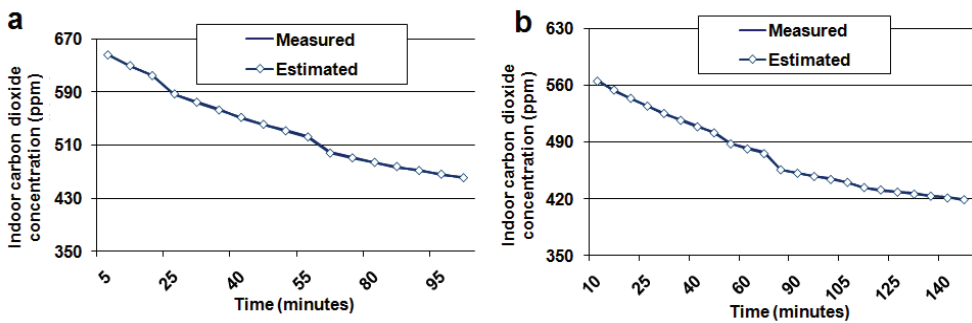 a
Indoor carbon dioxide
concentration (ppm)
670
590
510
430
350
Measured
Estimated
5
25
40
55
80
95
Time (minutes)
b
Indoor carbon dioxide
concentration (ppm)
630
560
490
420
350
Measured
Estimated
10
25
40
60
90
105
125
140
Time (minutes)